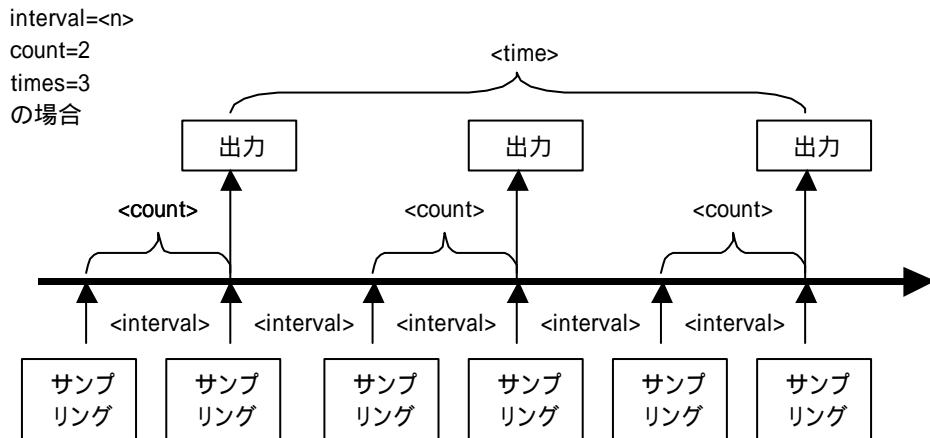 interval=<n>
count=2
times=3
の場合
<time>
出力
出力
出力
<count>
<count>
<count>
<interval>
<interval>
<interval>
<interval>
<interval>
サンプ
リング
サンプ
リング
サンプ
リング
サンプ
リング
サンプ
リング
サンプ
リング